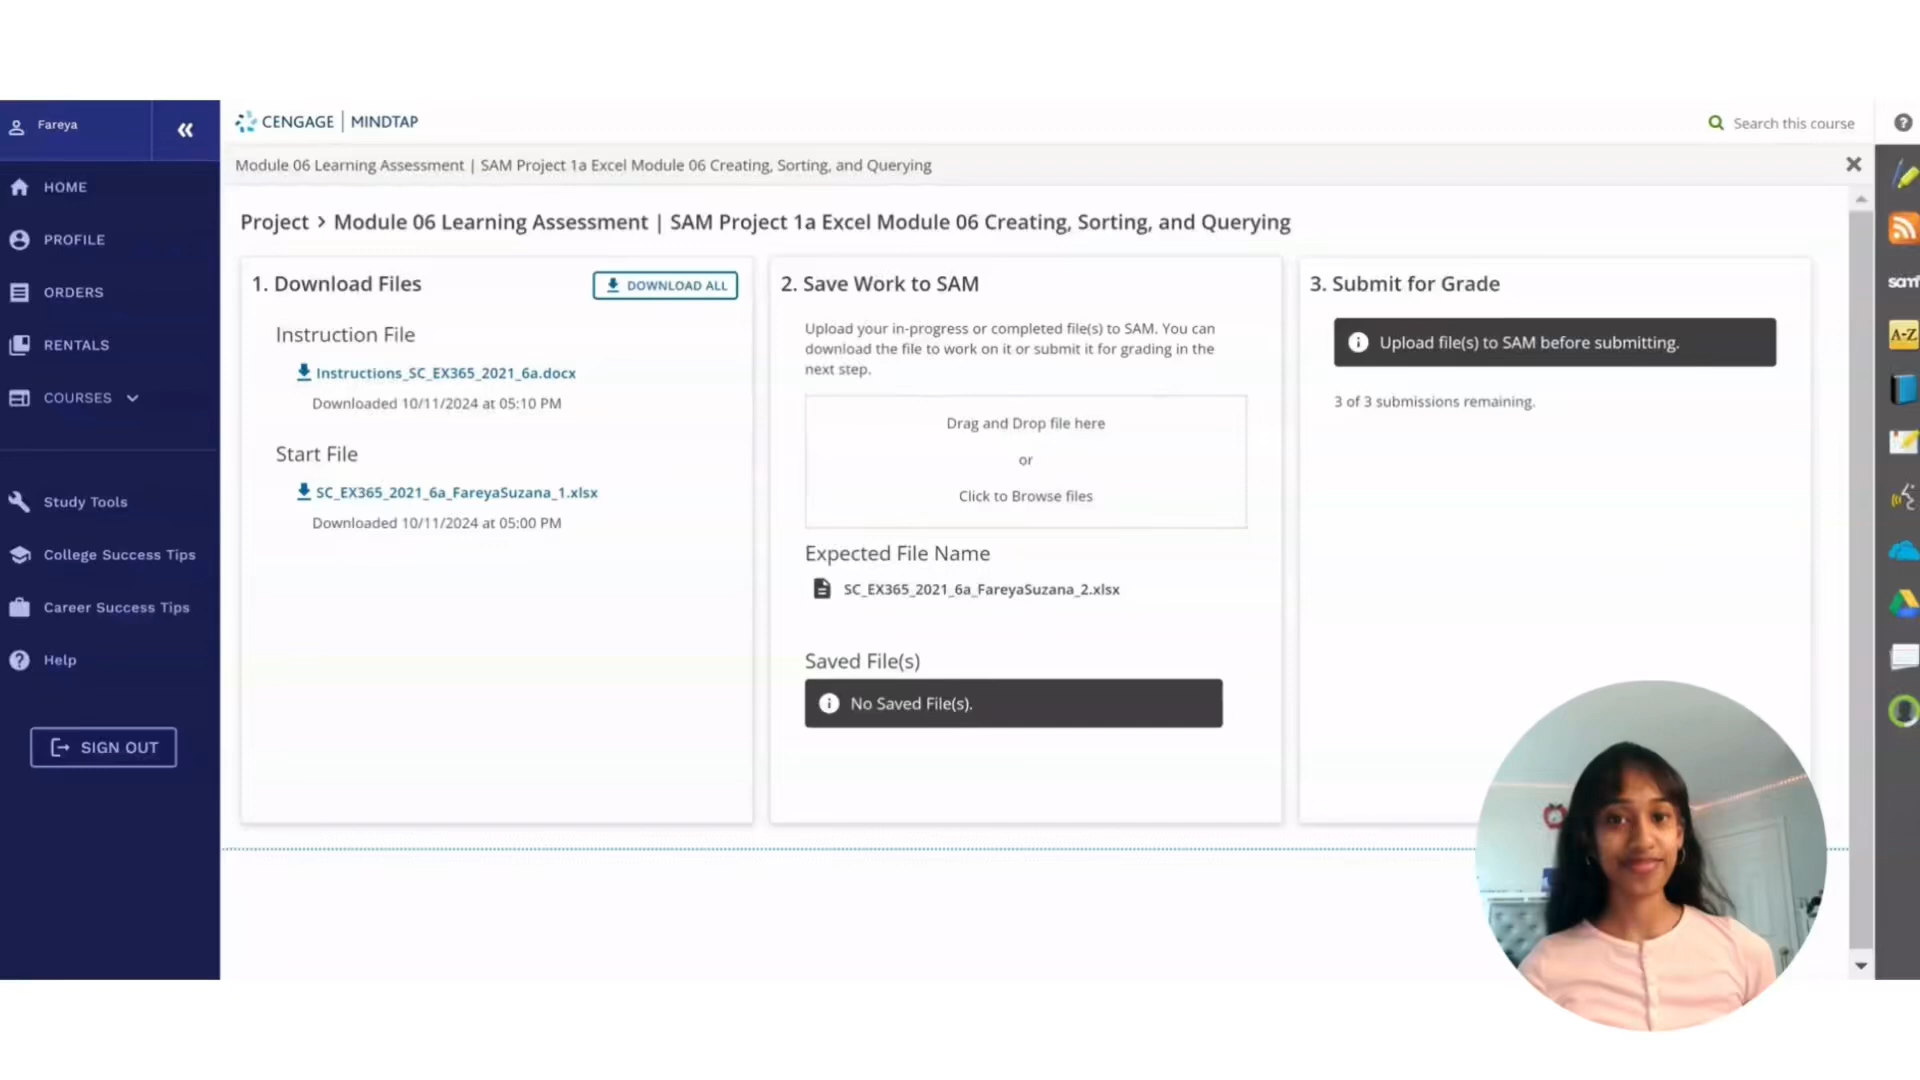 Fareya
HOME
PROFILE
ORDERS
RENTALS
COURSES
Study Tools
College Success Tips
Career Success Tips
Help
SIGN OUT
CENGAGE | MINDTAP
Search this course
Module 06 Learning Assessment | SAM Project 1a Excel Module 06 Creating, Sorting, and Querying
Project > Module 06 Learning Assessment | SAM Project 1a Excel Module 06 Creating, Sorting, and Querying
1. Download Files
DOWNLOAD ALL
Instruction File
Instructions_SC_EX365_2021_6a.docx
Downloaded 10/11/2024 at 05:10 PM
Start File
SC_EX365_2021_6a_FareyaSuzana_1.xlsx
Downloaded 10/11/2024 at 05:00 PM
2. Save Work to SAM
Upload your in-progress or completed file(s) to SAM. You can
download the file to work on it or submit it for grading in the
next step.
Drag and Drop file here
or
Click to Browse files
Expected File Name
SC_EX365_2021_6a_FareyaSuzana_2.xlsx
Saved File(s)
No Saved File(s).
3. Submit for Grade
Upload file(s) to SAM before submitting.
3 of 3 submissions remaining.
sam
A-Z